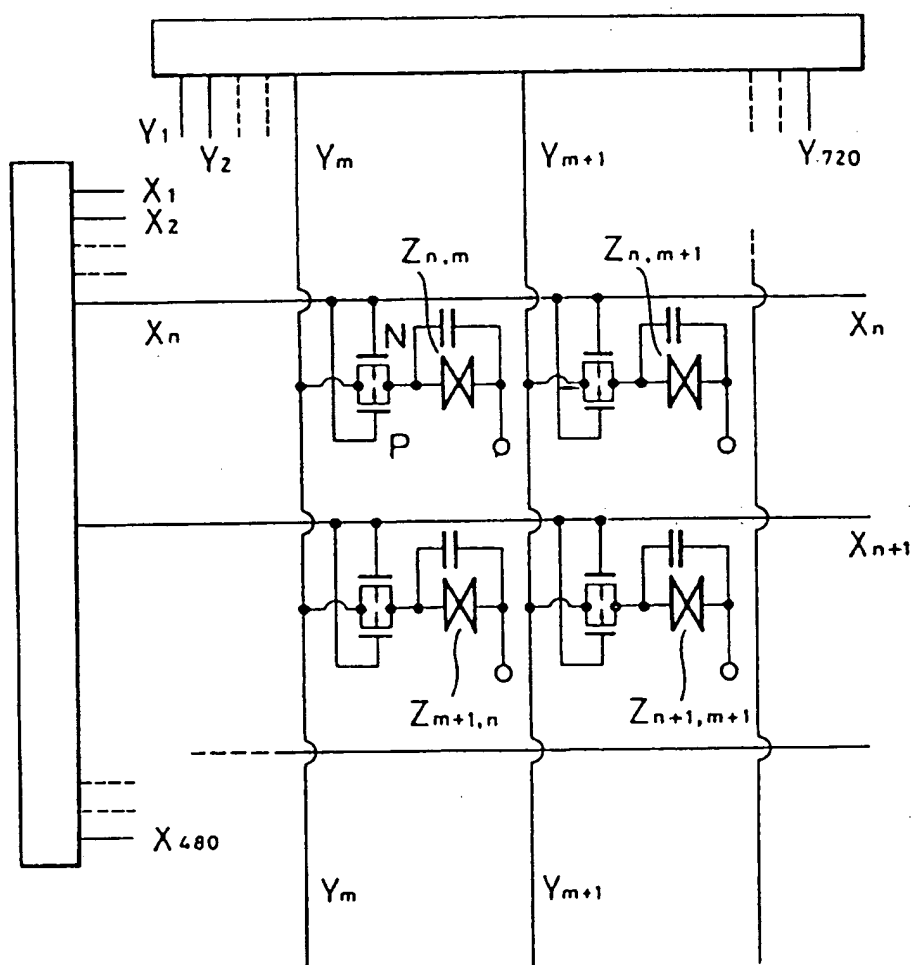 Y1
Y2
Ym
Ym+1
Y720
X1
X2
Zn,m
Zn,m+1
Xn
N
Xn
P
Xn+1
Zm+1,n
Zn+1,m+1
X480
Ym
Ym+1